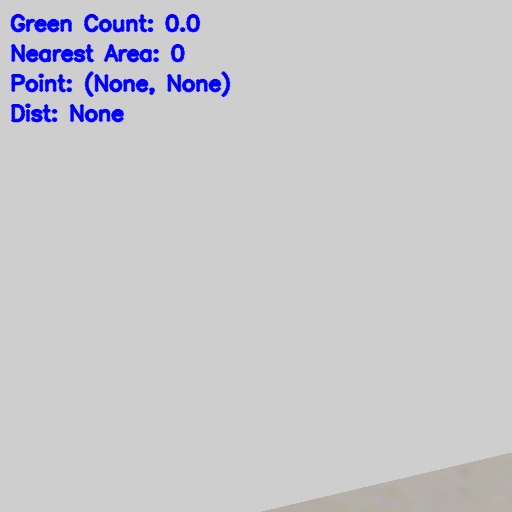 Green Count: 0.0
Nearest Area: 0
Point: (None, None)
Dist: None